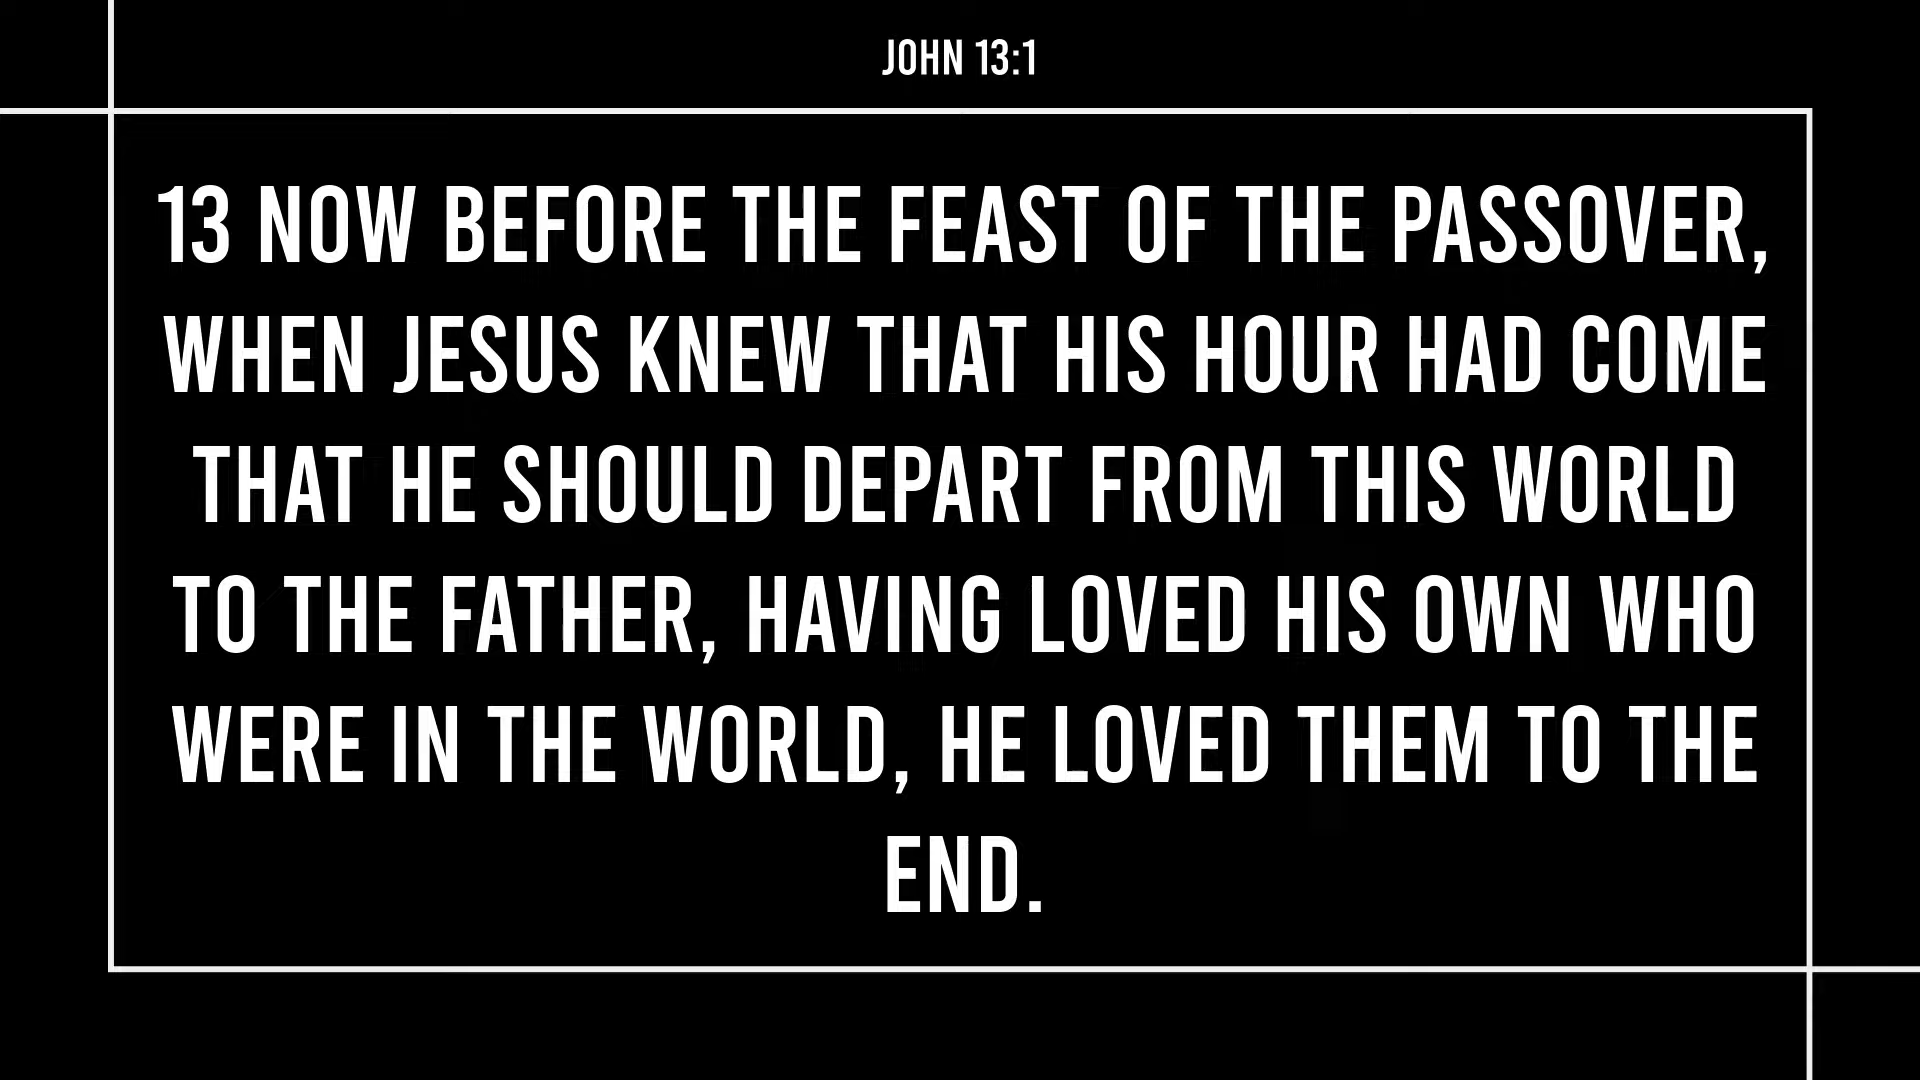 JOHN 13:1
13 NOW BEFORE THE FEAST OF THE PASSOVER,
WHEN JESUS KNEW THAT HIS HOUR HAD COME
THAT HE SHOULD DEPART FROM THIS WORLD
TO THE FATHER, HAVING LOVED HIS OWN WHO
WERE IN THE WORLD, HE LOVED THEM TO THE
END.